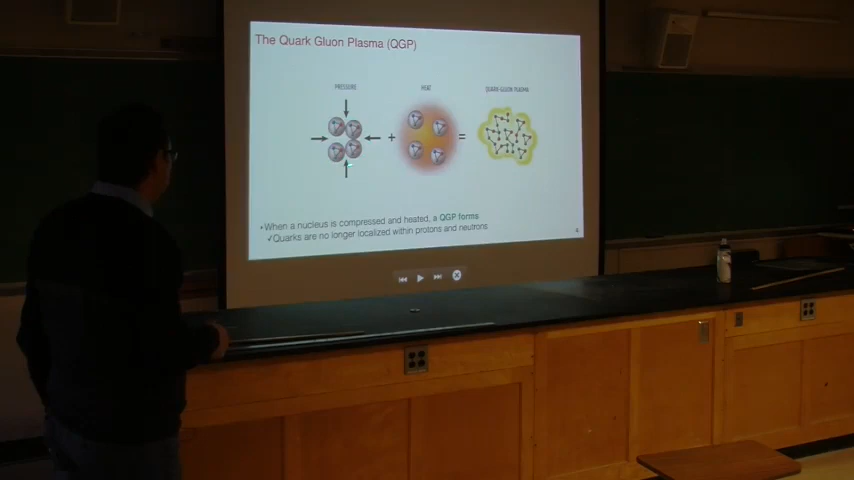 The Quark Gluon Plasma (QGP)
PRESSURE
HEAT
QUARK-GLUON PLASMA
+
=
•When a nucleus is compressed and heated, a QGP forms
✓Quarks are no longer localized within protons and neutrons